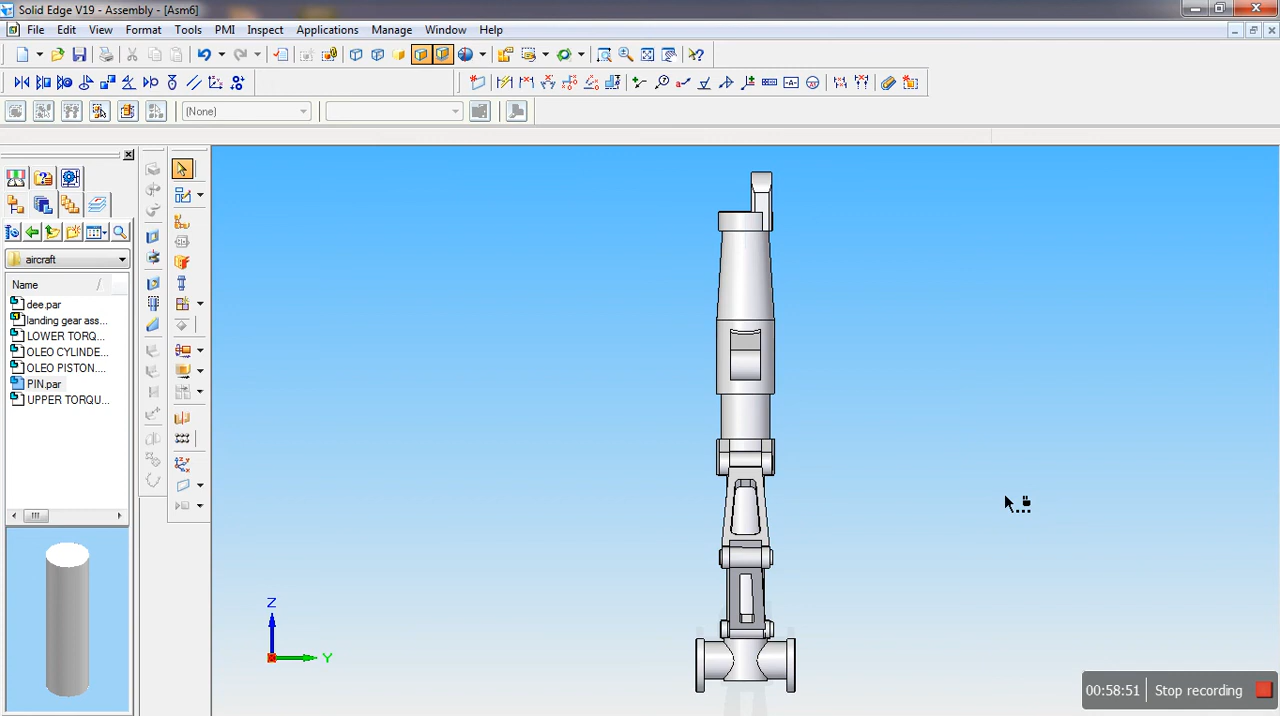 Solid Edge V19 - Assembly - [Asm6]
File Edit View Format Tools PMI Inspect Applications Manage Window Help
(None)
aircraft
Name
dee.par
landing gear ass...
LOWER TORQ...
OLEO CYLINDE...
OLEO PISTON....
PIN.par
UPPER TORQU...
Z
Y
00:58:51 Stop recording